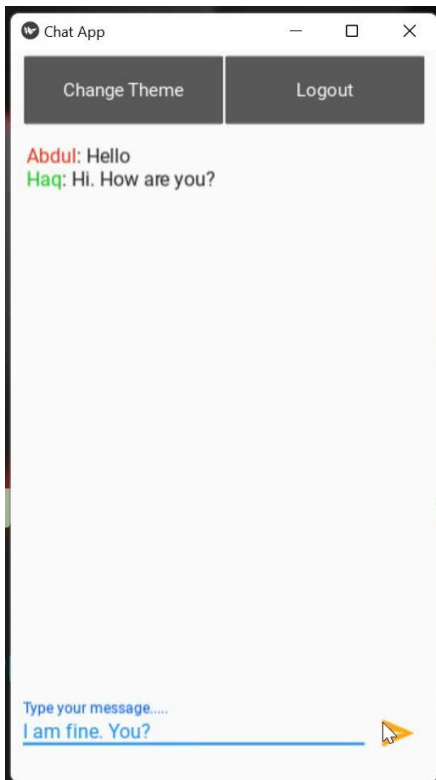 Chat App
Change Theme Logout
Abdul: Hello
Haq: Hi. How are you?
Type your message.....
I am fine. You?